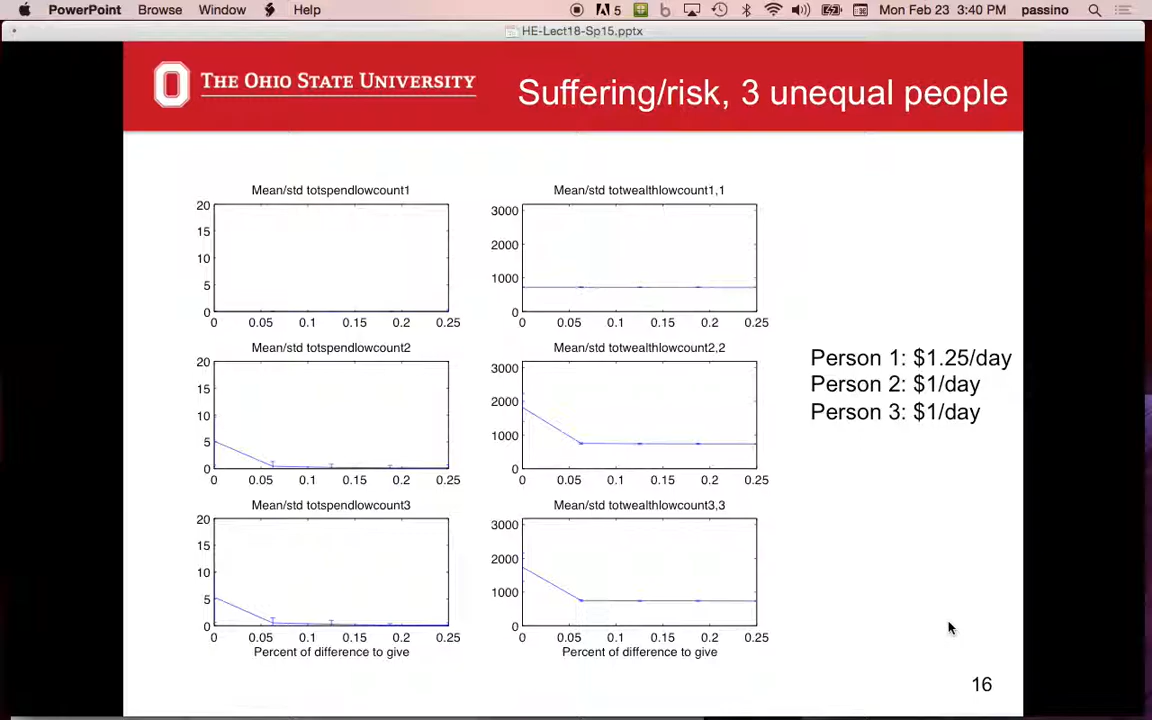 PowerPoint Browse Window Help 5 Mon Feb 23 3:40 PM passino
HE-Lect18-Sp15.pptx
THE OHIO STATE UNIVERSITY
Suffering/risk, 3 unequal people
Mean/std totspendlowcount1
20
15
10
5
0
0 0.05 0.1 0.15 0.2 0.25
Mean/std totwealthlowcount1,1
3000
2000
1000
0
0 0.05 0.1 0.15 0.2 0.25
Mean/std totspendlowcount2
20
15
10
5
0
0 0.05 0.1 0.15 0.2 0.25
Mean/std totwealthlowcount2,2
3000
2000
1000
0
0 0.05 0.1 0.15 0.2 0.25
Mean/std totspendlowcount3
20
15
10
5
0
0 0.05 0.1 0.15 0.2 0.25
Percent of difference to give
Mean/std totwealthlowcount3,3
3000
2000
1000
0
0 0.05 0.1 0.15 0.2 0.25
Percent of difference to give
Person 1: $1.25/day
Person 2: $1/day
Person 3: $1/day
16